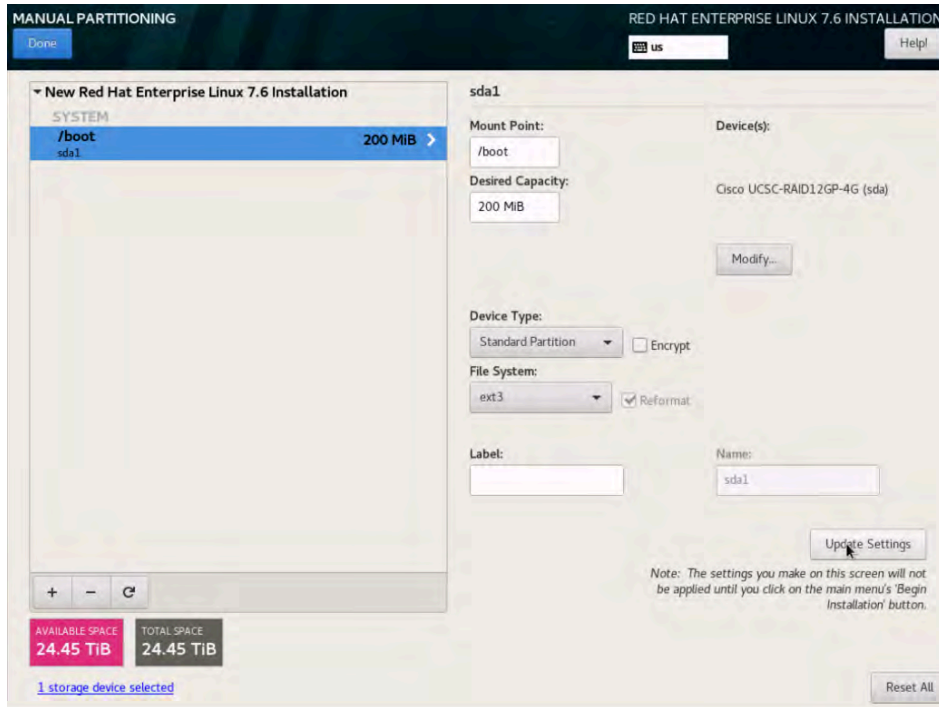 MANUAL PARTITIONING
RED HAT ENTERPRISE LINUX 7.6 INSTALLATION
Done
us
Help!
New Red Hat Enterprise Linux 7.6 Installation
SYSTEM
/boot
200 MiB
sda1
sda1
Mount Point:
/boot
Device(s):
Desired Capacity:
200 MiB
Cisco UCSC-RAID12GP-4G (sda)
Modify...
Device Type:
Standard Partition
Encrypt
File System:
ext3
Reformat
Label:
Name:
sda1
Update Settings
Note: The settings you make on this screen will not
be applied until you click on the main menu's 'Begin
Installation' button.
+ −
AVAILABLE SPACE
24.45 TiB
TOTAL SPACE
24.45 TiB
1 storage device selected
Reset All